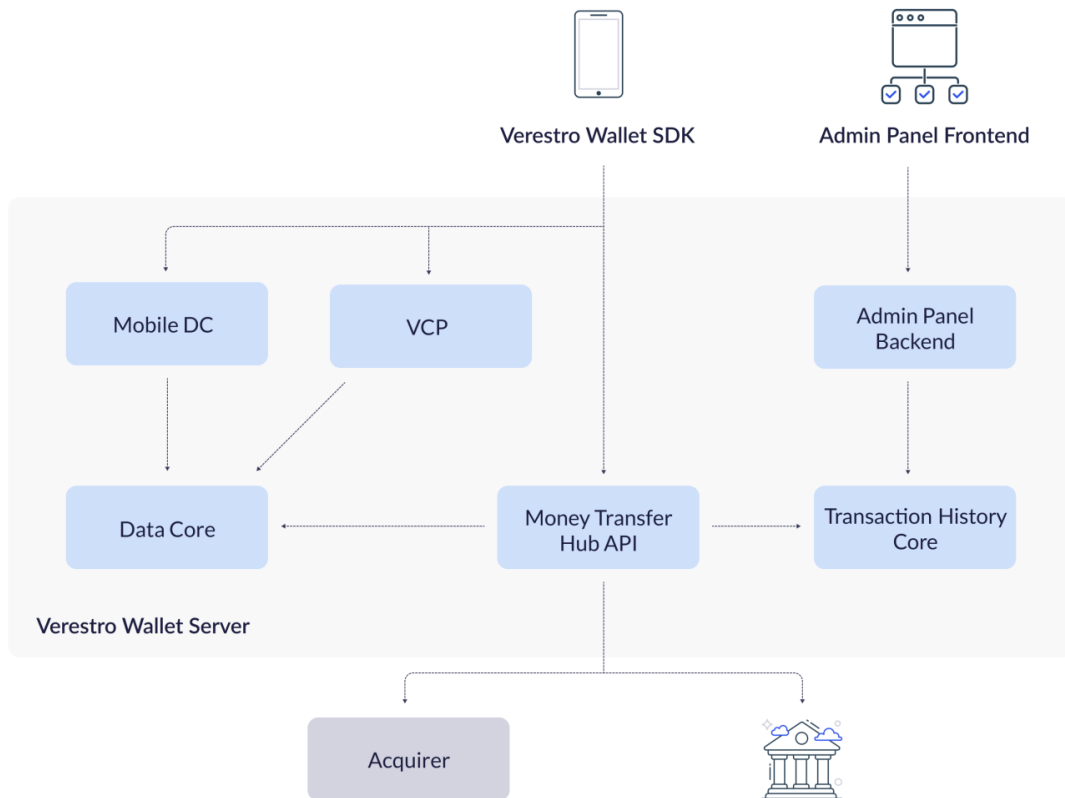 Verestro Wallet SDK
Admin Panel Frontend
Mobile DC
VCP
Admin Panel
Backend
Data Core
Money Transfer
Hub API
Transaction History
Core
Verestro Wallet Server
Acquirer